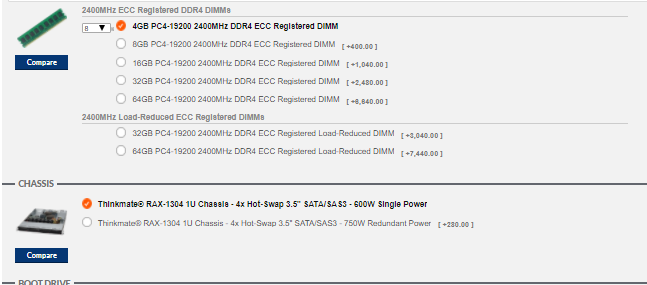 2400MHz ECC Registered DDR4 DIMMs
8
4GB PC4-19200 2400MHz DDR4 ECC Registered DIMM
8GB PC4-19200 2400MHz DDR4 ECC Registered DIMM [ +400.00 ]
Compare
16GB PC4-19200 2400MHz DDR4 ECC Registered DIMM [ +1,040.00 ]
32GB PC4-19200 2400MHz DDR4 ECC Registered DIMM [ +2,480.00 ]
64GB PC4-19200 2400MHz DDR4 ECC Registered DIMM [ +6,640.00 ]
2400MHz Load-Reduced ECC Registered DIMMs
32GB PC4-19200 2400MHz DDR4 ECC Registered Load-Reduced DIMM
64GB PC4-19200 2400MHz DDR4 ECC Registered Load-Reduced DIMM [ +7,440.00 ]
CHASSIS
Thinkmate® RAX-1304 1U Chassis - 4x Hot-Swap 3.5" SATA/SAS3 - 600W Single Power
Thinkmate® RAX-1304 1U Chassis - 4x Hot-Swap 3.5" SATA/SAS3 - 750W Redundant Power [ +280.00 ]
Compare
BOOT DRIVE